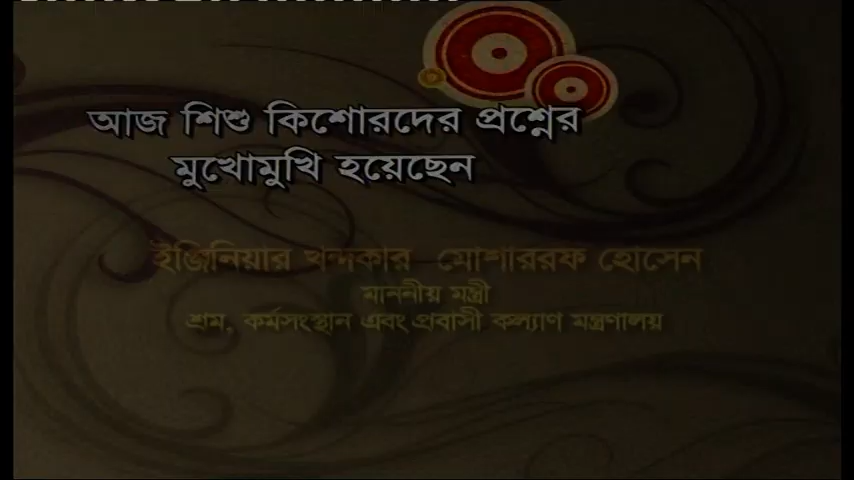 আজ শিশু কিশোরদের প্রশ্নের
মুখোমুখি হয়েছেন
ইঞ্জিনিয়ার খন্দকার মোশাররফ হোসেন
মাননীয় মন্ত্রী
শ্রম, কর্মসংস্থান এবং প্রবাসী কল্যাণ মন্ত্রণালয়